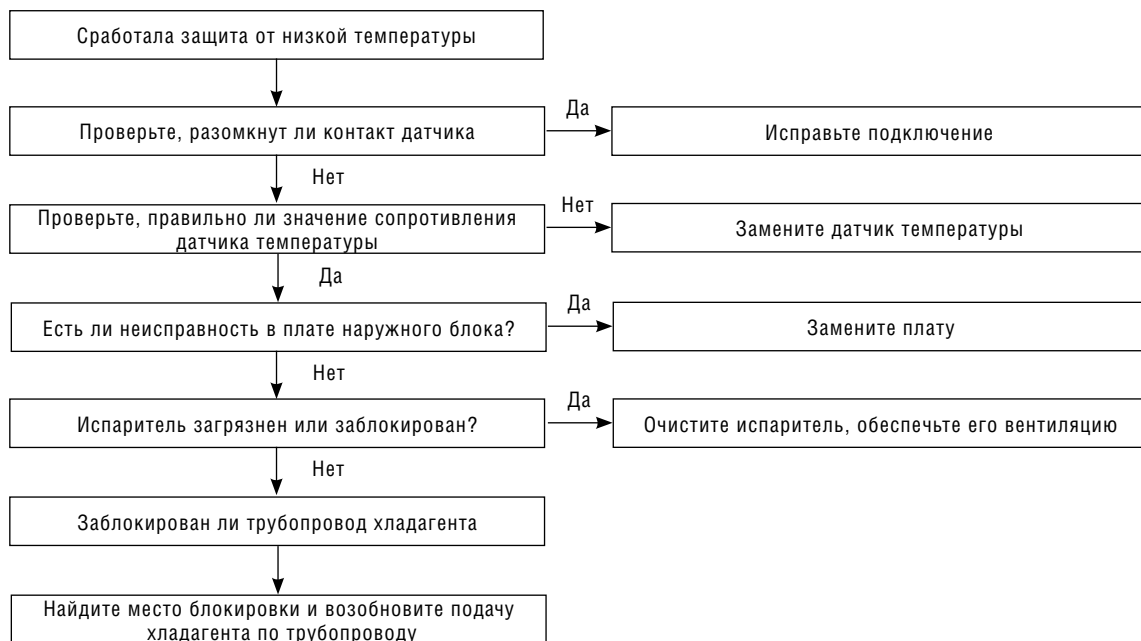 Сработала защита от низкой температуры
Да
Проверьте, разомкнут ли контакт датчика
Исправьте подключение
Нет
Проверьте, правильно ли значение сопротивления
датчика температуры
Нет
Замените датчик температуры
Да
Есть ли неисправность в плате наружного блока?
Да
Замените плату
Нет
Испаритель загрязнен или заблокирован?
Да
Очистите испаритель, обеспечьте его вентиляцию
Нет
Заблокирован ли трубопровод хладагента
Найдите место блокировки и возобновите подачу
хладагента по трубопроводу